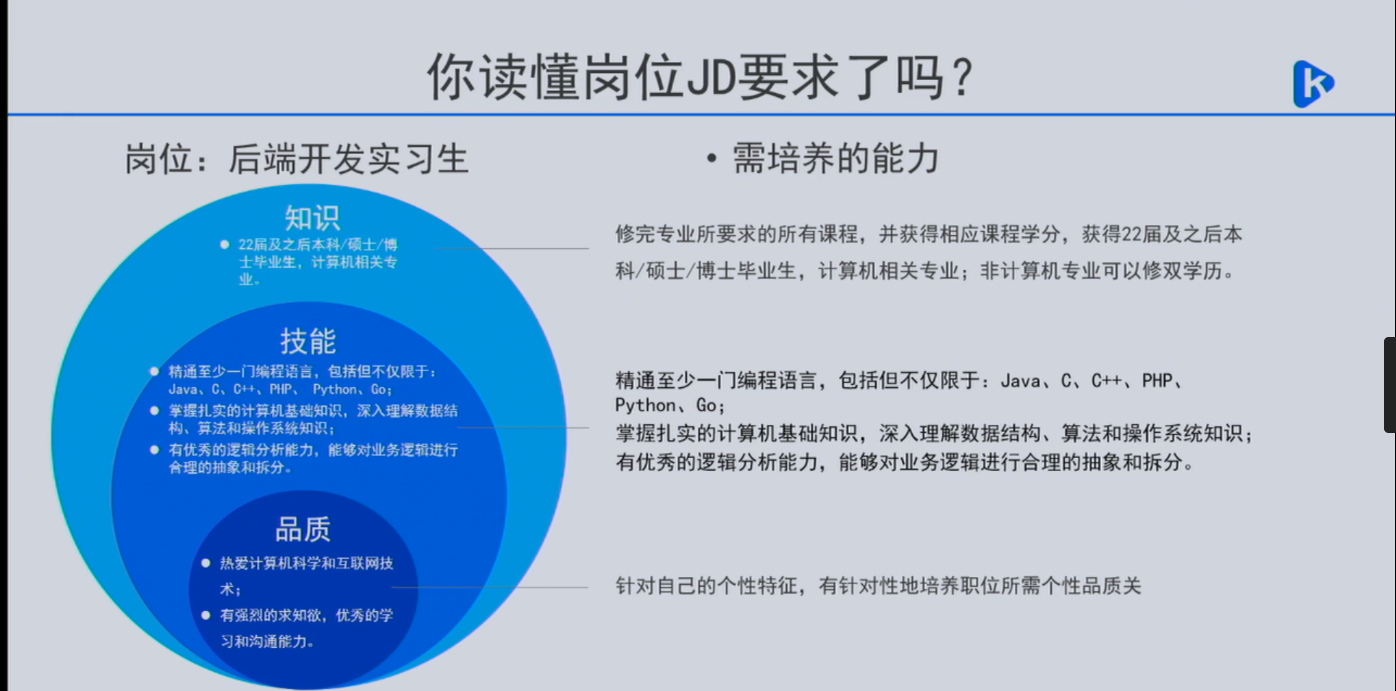 你读懂岗位JD要求了吗？
k
岗位：后端开发实习生
知识
● 22届及之后本科/硕士/博
士毕业生，计算机相关专
业。
技能
● 精通至少一门编程语言，包括但不仅限于：
Java、C、C++、PHP、 Python、Go；
● 掌握扎实的计算机基础知识，深入理解数据结
构、算法和操作系统知识；
● 有优秀的逻辑分析能力，能够对业务逻辑进行
合理的抽象和拆分。
品质
● 热爱计算机科学和互联网技
术；
● 有强烈的求知欲，优秀的学
习和沟通能力。
• 需培养的能力
修完专业所要求的所有课程，并获得相应课程学分，获得22届及之后本
科/硕士/博士毕业生，计算机相关专业；非计算机专业可以修双学历。
精通至少一门编程语言，包括但不仅限于：Java、C、C++、PHP、
Python、Go；
掌握扎实的计算机基础知识，深入理解数据结构、算法和操作系统知识；
有优秀的逻辑分析能力，能够对业务逻辑进行合理的抽象和拆分。
针对自己的个性特征，有针对性地培养职位所需个性品质关